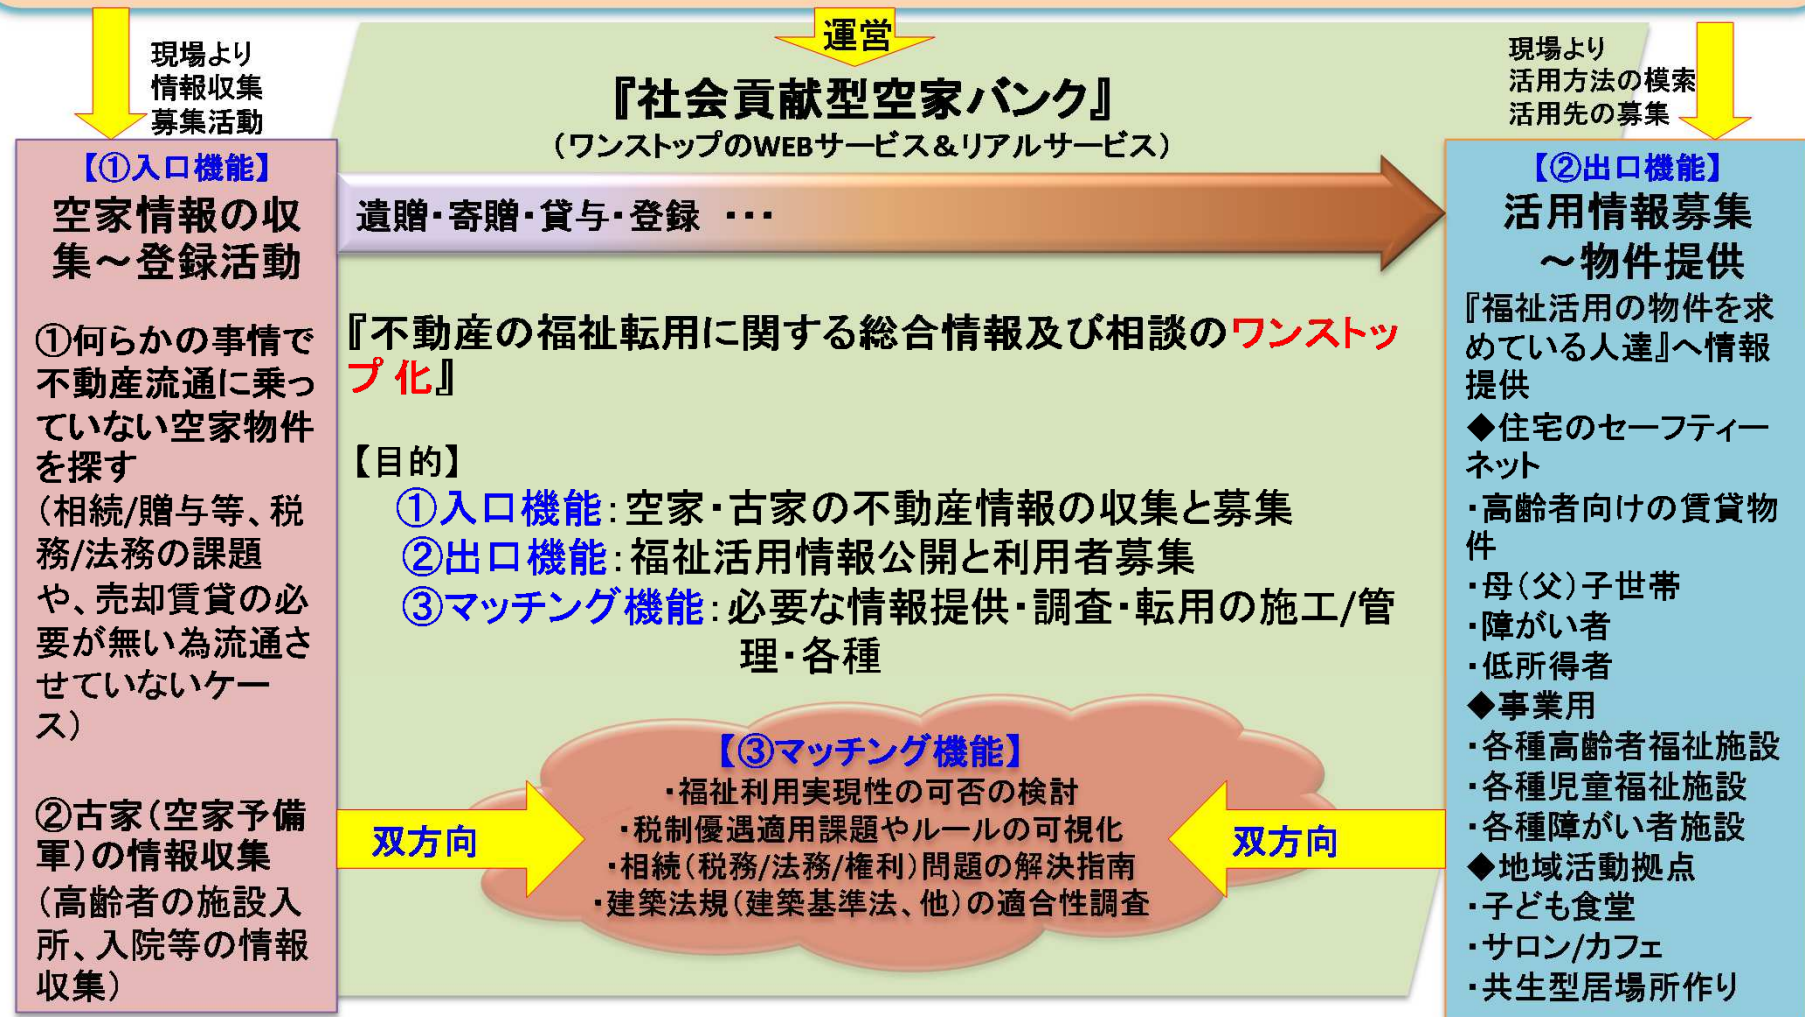 運営
現場より
情報収集
募集活動
『社会貢献型空家バンク』
（ワンストップのWEBサービス＆リアルサービス）
現場より
活用方法の模索
活用先の募集
【①入口機能】
空家情報の収
集～登録活動
①何らかの事情で
不動産流通に乗っ
ていない空家物件
を探す
（相続/贈与等、税
務/法務の課題
や、売却賃貸の必
要が無い為流通さ
せていないケー
ス）
②古家（空家予備
軍）の情報収集
（高齢者の施設入
所、入院等の情報
収集）
遺贈・寄贈・貸与・登録　・・・
『不動産の福祉転用に関する総合情報及び相談のワンストッ
プ 化』
【目的】
①入口機能：空家・古家の不動産情報の収集と募集
②出口機能：福祉活用情報公開と利用者募集
③マッチング機能：必要な情報提供・調査・転用の施工/管
理・各種
双方向
【③マッチング機能】
・福祉利用実現性の可否の検討
・税制優遇適用課題やルールの可視化
・相続（税務/法務/権利）問題の解決指南
・建築法規（建築基準法、他）の適合性調査
双方向
【②出口機能】
活用情報募集
～物件提供
『福祉活用の物件を求
めている人達』へ情報
提供
◆住宅のセーフティー
ネット
・高齢者向けの賃貸物
件
・母（父）子世帯
・障がい者
・低所得者
◆事業用
・各種高齢者福祉施設
・各種児童福祉施設
・各種障がい者施設
◆地域活動拠点
・子ども食堂
・サロン/カフェ
・共生型居場所作り